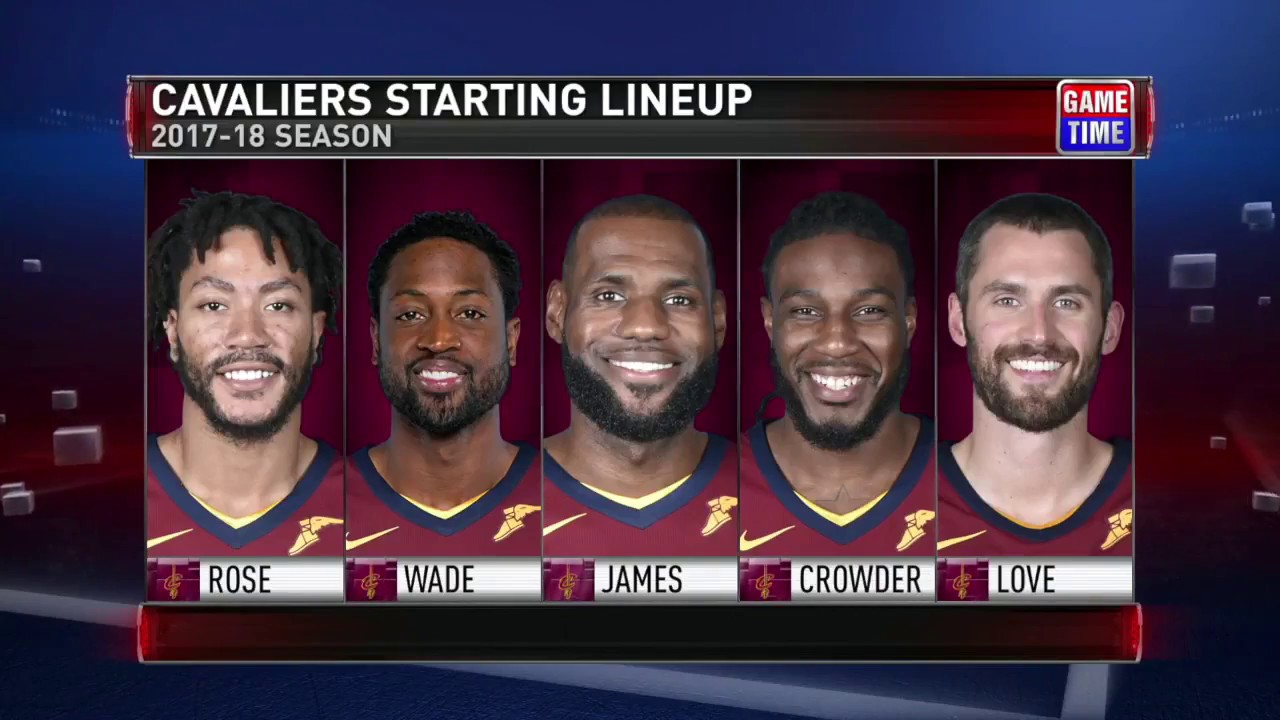 CAVALIERS STARTING LINEUP
2017-18 SEASON
GAME
TIME
ROSE
WADE
JAMES
CROWDER
LOVE